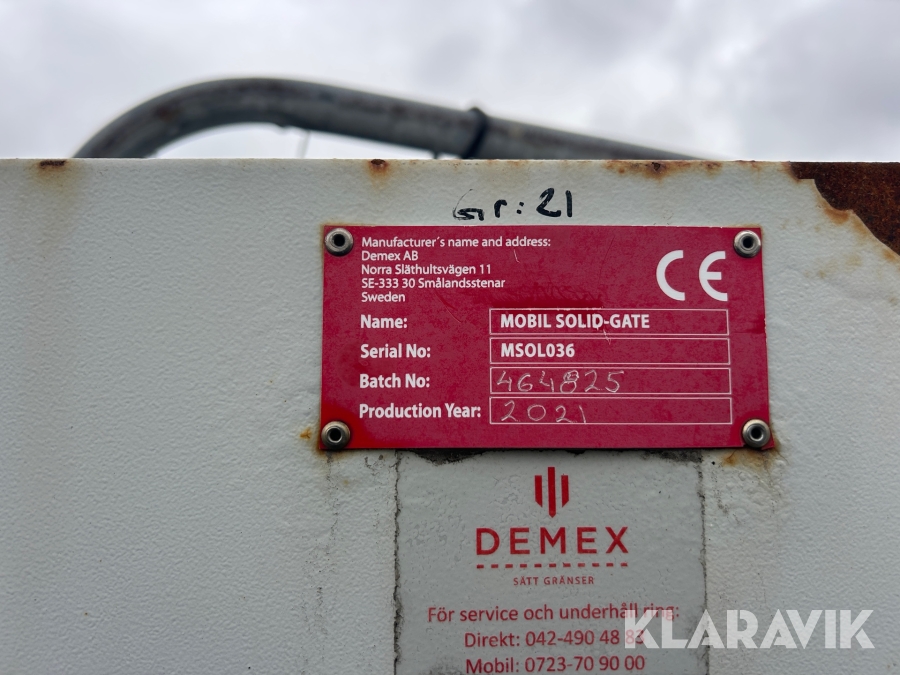 Gr: 21
Manufacturer´s name and address:
Demex AB
Norra Släthultsvägen 11
SE-333 30 Smålandsstenar
Sweden
CE
Name: MOBIL SOLID-GATE
Serial No: MSOL036
Batch No: 464825
Production Year: 2021
DEMEX
SÄTT GRÄNSER
För service och underhåll ring:
Direkt: 042-490 48 83
Mobil: 0723-70 90 00
KLARAVIK